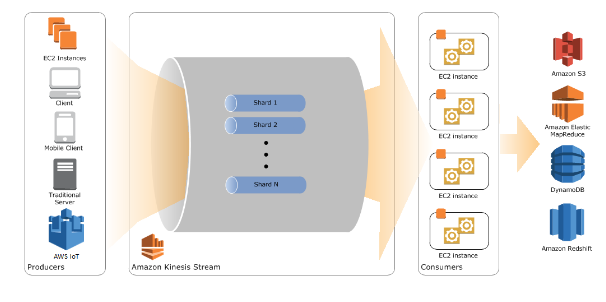 EC2 Instances
Client
Mobile Client
Traditional
Server
AWS IoT
Producers
Shard 1
Shard 2
Shard N
Amazon Kinesis Stream
EC2 instance
EC2 instance
EC2 instance
EC2 instance
Consumers
Amazon S3
Amazon Elastic
MapReduce
DynamoDB
Amazon Redshift